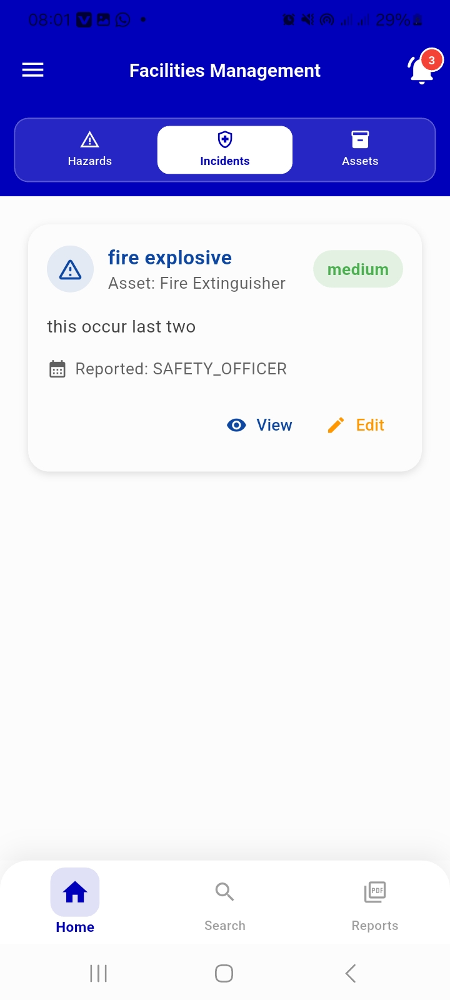 08:01 29%
Facilities Management
3
Hazards Incidents Assets
fire explosive
medium
Asset: Fire Extinguisher
this occur last two
Reported: SAFETY_OFFICER
View Edit
PDF
Home Search Reports